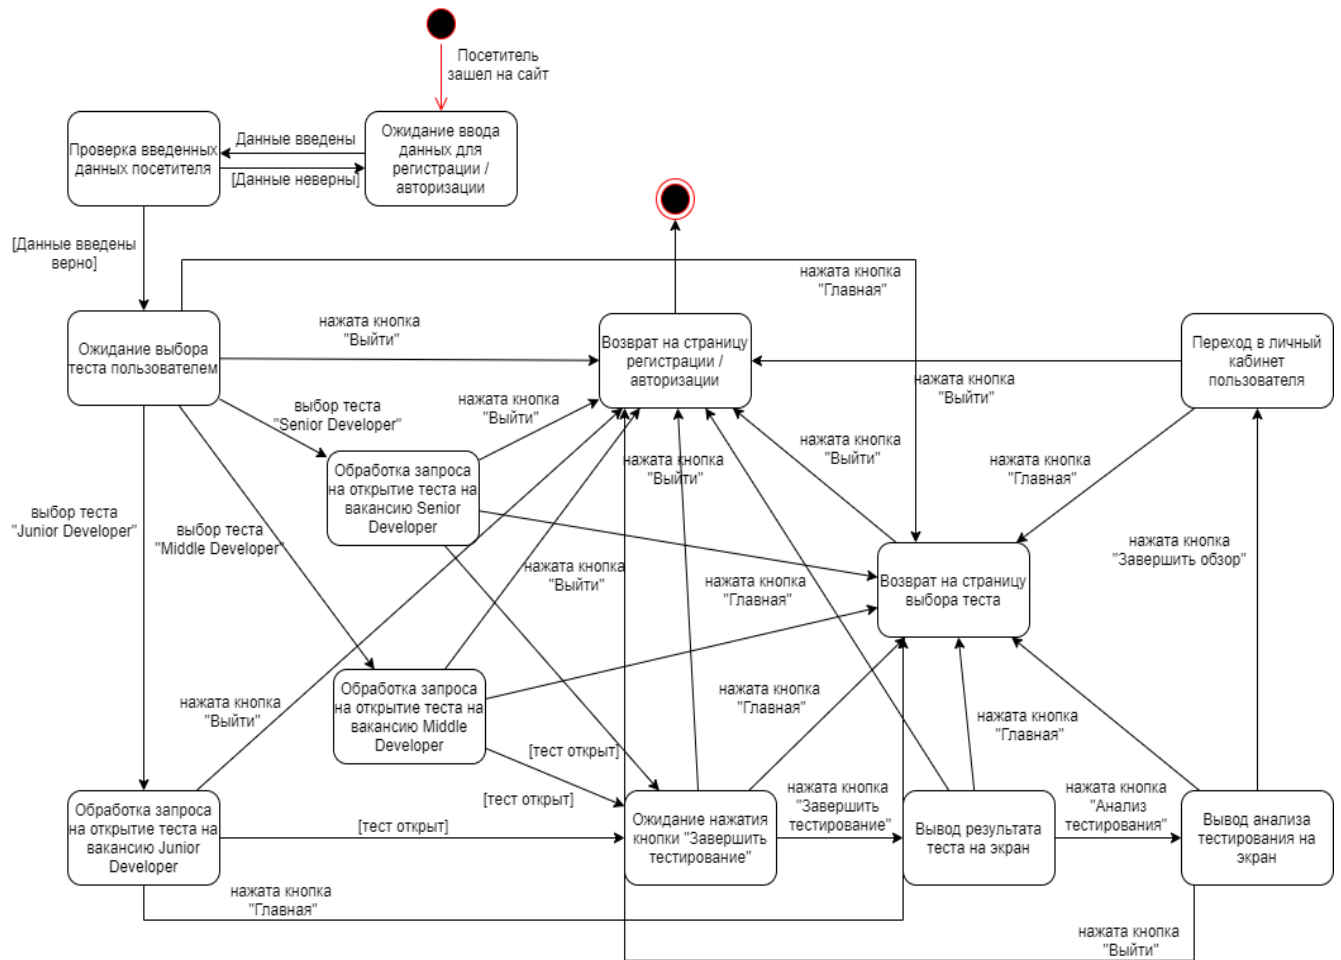 Посетитель
зашел на сайт
Ожидание ввода
данных для
регистрации /
авторизации
Данные введены
[Данные неверны]
Проверка введенных
данных посетителя
[Данные введены
верно]
нажата кнопка
"Главная"
Ожидание выбора
теста пользователем
нажата кнопка
"Выйти"
Возврат на страницу
регистрации /
авторизации
Переход в личный
кабинет
пользователя
нажата кнопка
"Выйти"
выбор теста
"Senior Developer"
нажата кнопка
"Выйти"
нажата кнопка
"Выйти"
нажата кнопка
"Выйти"
нажата кнопка
"Главная"
Обработка запроса
на открытие теста на
вакансию Senior
Developer
выбор теста
"Junior Developer"
выбор теста
"Middle Developer"
нажата кнопка
"Завершить обзор"
нажата кнопка
"Выйти"
нажата кнопка
"Главная"
Возврат на страницу
выбора теста
нажата кнопка
"Выйти"
Обработка запроса
на открытие теста на
вакансию Middle
Developer
нажата кнопка
"Главная"
нажата кнопка
"Главная"
[тест открыт]
[тест открыт]
[тест открыт]
Обработка запроса
на открытие теста на
вакансию Junior
Developer
Ожидание нажатия
кнопки "Завершить
тестирование"
нажата кнопка
"Завершить
тестирование"
Вывод результата
теста на экран
нажата кнопка
"Анализ
тестирования"
Вывод анализа
тестирования на
экран
нажата кнопка
"Главная"
нажата кнопка
"Выйти"